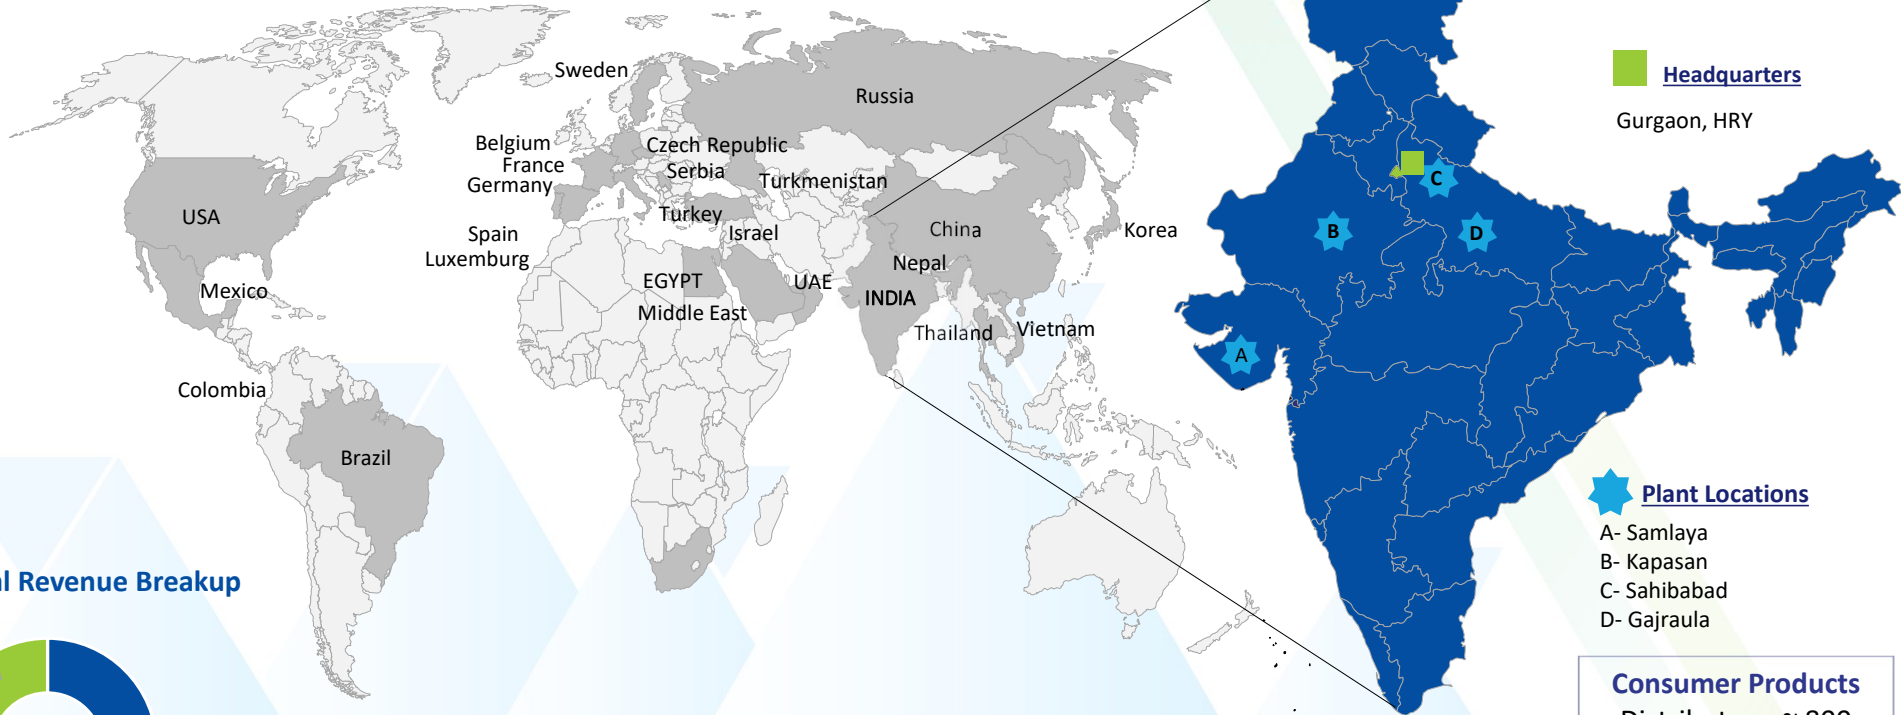 Sweden
Russia
Belgium
France
Germany
Czech Republic
Serbia
Turkmenistan
USA
Turkey
Israel
Spain
Luxemburg
China
Korea
Nepal
Mexico
EGYPT
UAE
INDIA
Middle East
Thailand
Vietnam
Colombia
Brazil
Headquarters
Gurgaon, HRY
C
B
D
A
Plant Locations
A- Samlaya
B- Kapasan
C- Sahibabad
D- Gajraula
Revenue Breakup
Consumer Products